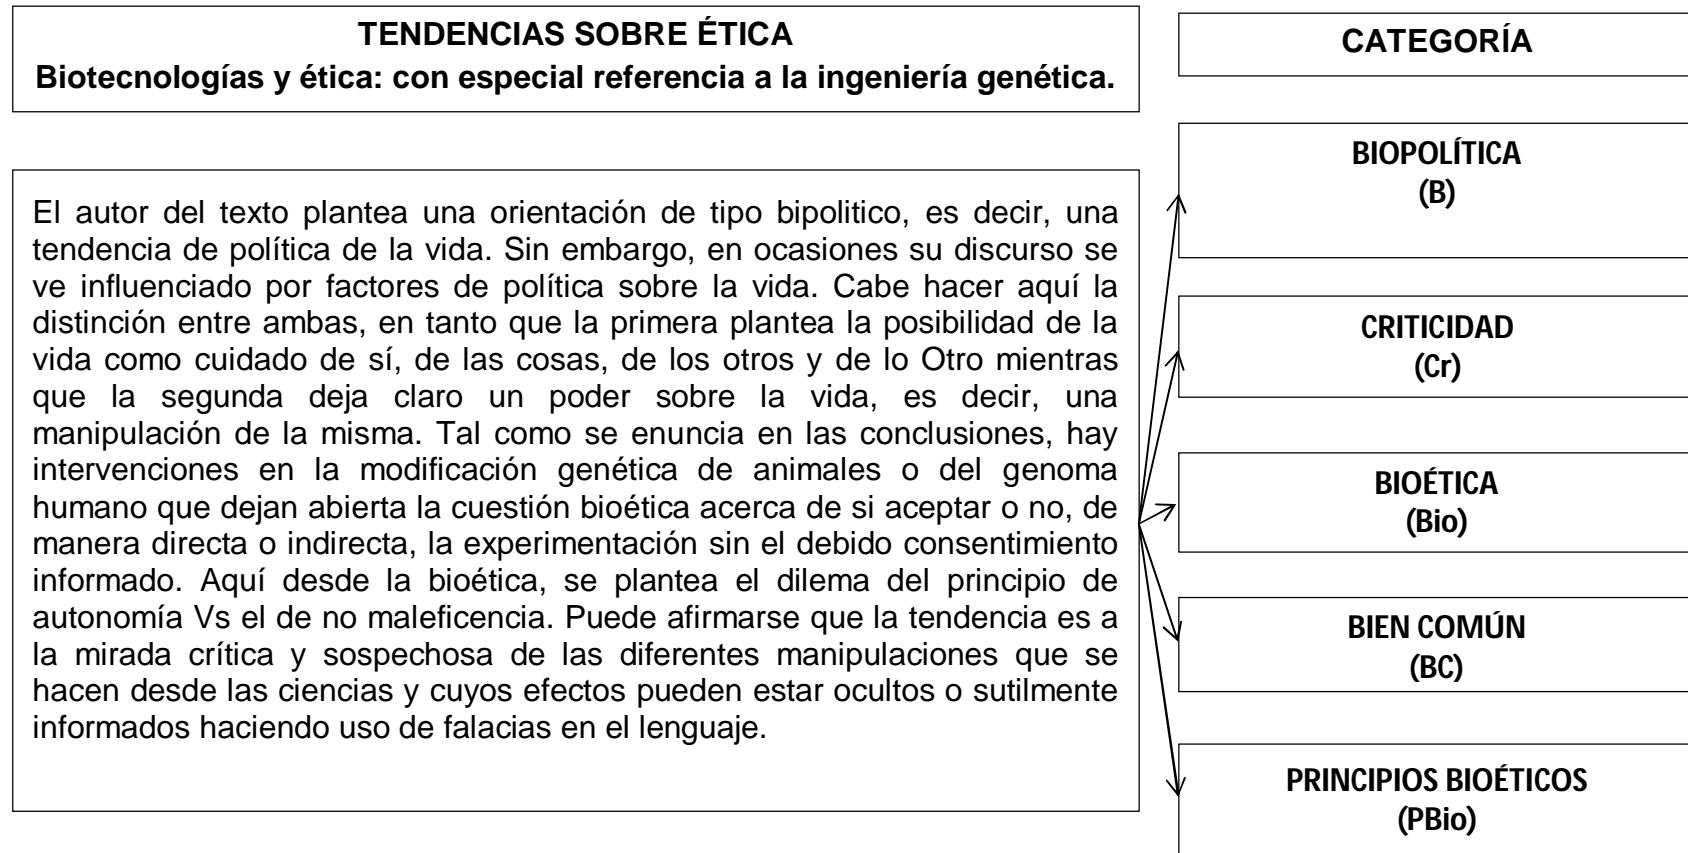 TENDENCIAS SOBRE ÉTICA
Biotecnologías y ética: con especial referencia a la ingeniería genética.
CATEGORÍA
El autor del texto plantea una orientación de tipo bipolitico, es decir, una
tendencia de política de la vida. Sin embargo, en ocasiones su discurso se
ve influenciado por factores de política sobre la vida. Cabe hacer aquí la
distinción entre ambas, en tanto que la primera plantea la posibilidad de la
vida como cuidado de sí, de las cosas, de los otros y de lo Otro mientras
que la segunda deja claro un poder sobre la vida, es decir, una
manipulación de la misma. Tal como se enuncia en las conclusiones, hay
intervenciones en la modificación genética de animales o del genoma
humano que dejan abierta la cuestión bioética acerca de si aceptar o no, de
manera directa o indirecta, la experimentación sin el debido consentimiento
informado. Aquí desde la bioética, se plantea el dilema del principio de
autonomía Vs el de no maleficencia. Puede afirmarse que la tendencia es a
la mirada crítica y sospechosa de las diferentes manipulaciones que se
hacen desde las ciencias y cuyos efectos pueden estar ocultos o sutilmente
informados haciendo uso de falacias en el lenguaje.
BIOPOLÍTICA
(B)
CRITICIDAD
(Cr)
BIOÉTICA
(Bio)
BIEN COMÚN
(BC)
PRINCIPIOS BIOÉTICOS
(PBio)